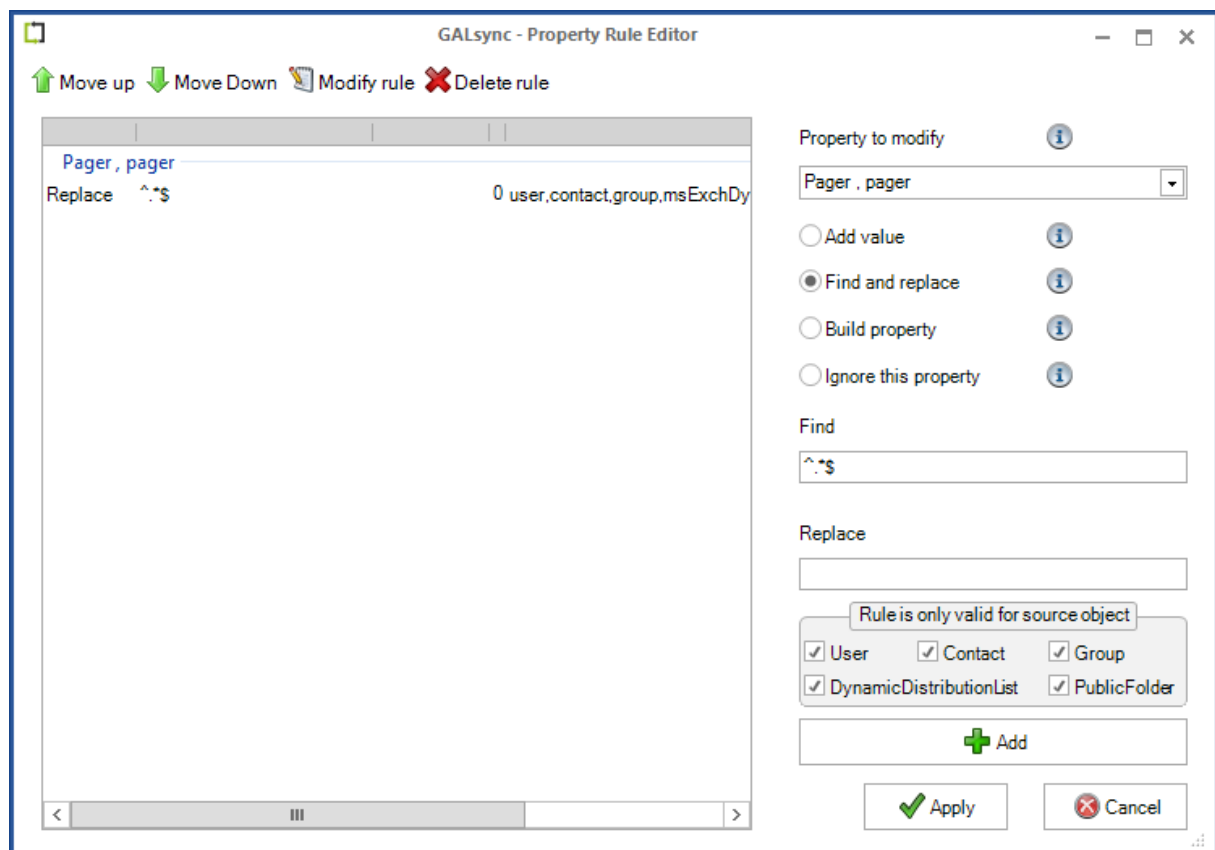 GALsync - Property Rule Editor
Move up Move Down Modify rule Delete rule
Pager , pager
Replace ^.*$ 0 user,contact,group,msExchDy
Property to modify
Pager , pager
Add value
Find and replace
Build property
Ignore this property
Find
^.*$
Replace
Rule is only valid for source object
User Contact Group
DynamicDistributionList PublicFolder
Add
Apply Cancel